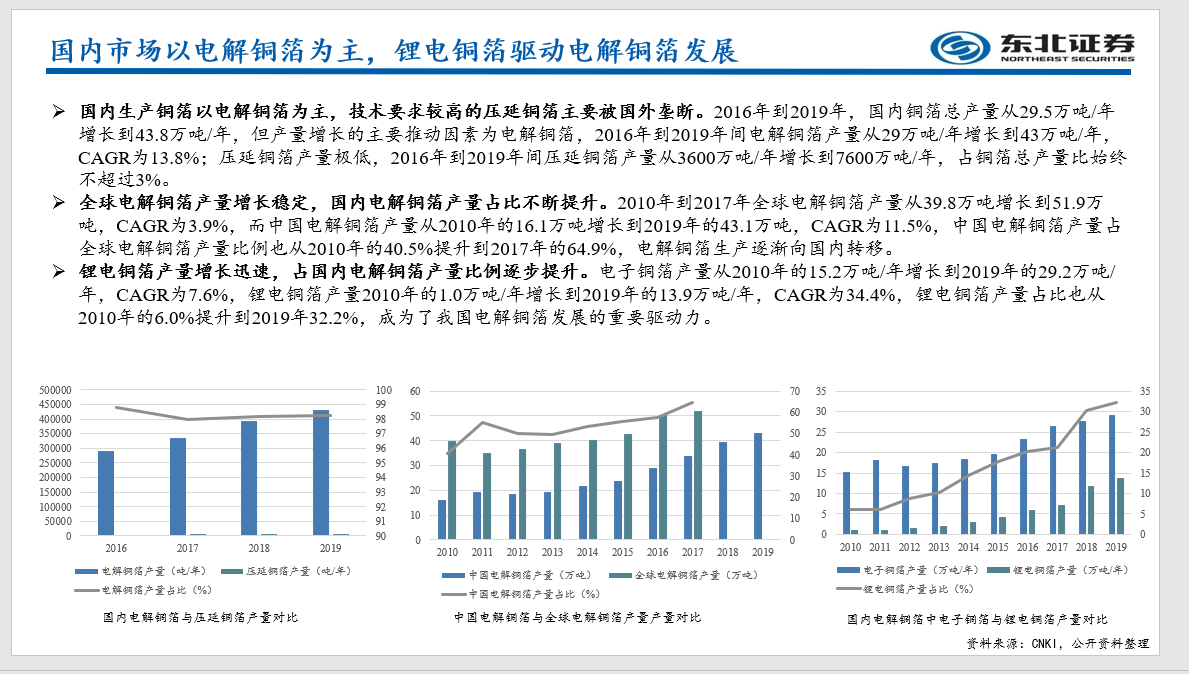 国内市场以电解铜箔为主，锂电铜箔驱动电解铜箔发展
东北证券
NORTHEAST SECURITIES
➢ 国内生产铜箔以电解铜箔为主，技术要求较高的压延铜箔主要被国外垄断。2016年到2019年，国内铜箔总产量从29.5万吨/年
增长到43.8万吨/年，但产量增长的主要推动因素为电解铜箔，2016年到2019年间电解铜箔产量从29万吨/年增长到43万吨/年，
CAGR为13.8%；压延铜箔产量极低，2016年到2019年间压延铜箔产量从3600万吨/年增长到7600万吨/年，占铜箔总产量比始终
不超过3%。
➢ 全球电解铜箔产量增长稳定，国内电解铜箔产量占比不断提升。2010年到2017年全球电解铜箔产量从39.8万吨增长到51.9万
吨，CAGR为3.9%，而中国电解铜箔产量从2010年的16.1万吨增长到2019年的43.1万吨，CAGR为11.5%，中国电解铜箔产量占
全球电解铜箔产量比例也从2010年的40.5%提升到2017年的64.9%，电解铜箔生产逐渐向国内转移。
➢ 锂电铜箔产量增长迅速，占国内电解铜箔产量比例逐步提升。电子铜箔产量从2010年的15.2万吨/年增长到2019年的29.2万吨/
年，CAGR为7.6%，锂电铜箔产量2010年的1.0万吨/年增长到2019年的13.9万吨/年，CAGR为34.4%，锂电铜箔产量占比也从
2010年的6.0%提升到2019年32.2%，成为了我国电解铜箔发展的重要驱动力。
500000 100
450000 99
400000 98
350000 97
300000 96
250000 95
200000 94
150000 93
100000 92
50000 91
0 90
2016 2017 2018 2019
电解铜箔产量（吨/年） 压延铜箔产量（吨/年）
电解铜箔产量占比（%）
国内电解铜箔与压延铜箔产量对比
60 70
50 60
40 50
30 40
20 30
10 20
0 10
0
2010 2011 2012 2013 2014 2015 2016 2017 2018 2019
中国电解铜箔产量（万吨） 全球电解铜箔产量（万吨）
中国电解铜箔产量占比（%）
中国电解铜箔与全球电解铜箔产量产量对比
35 35
30 30
25 25
20 20
15 15
10 10
5 5
0 0
2010 2011 2012 2013 2014 2015 2016 2017 2018 2019
电子铜箔产量（万吨/年） 锂电铜箔产量（万吨/年）
锂电铜箔产量占比（%）
国内电解铜箔中电子铜箔与锂电铜箔产量对比
资料来源：CNKI，公开资料整理